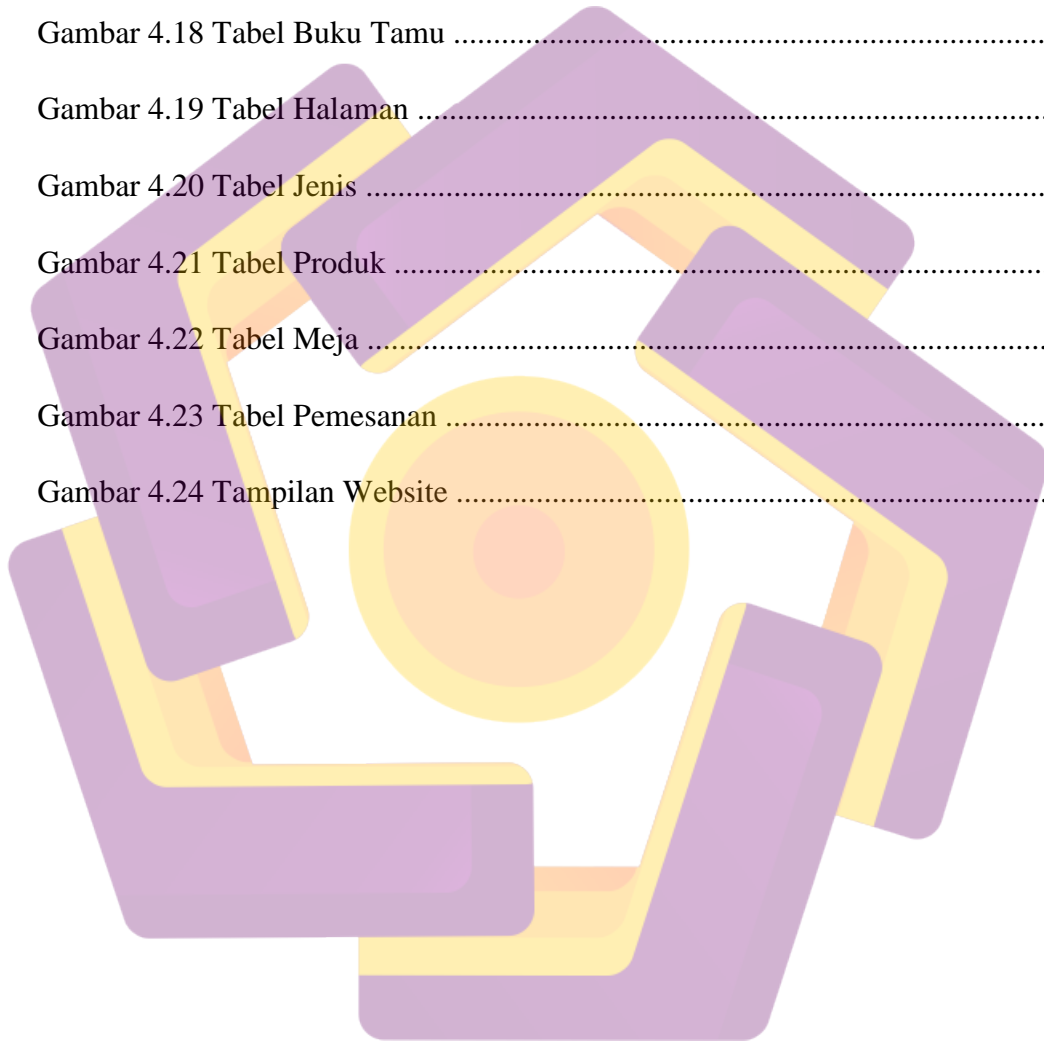 Gambar 4.18 Tabel Buku Tamu ..........................................................................
Gambar 4.19 Tabel Halaman ...............................................................................
Gambar 4.20 Tabel Jenis .....................................................................................
Gambar 4.21 Tabel Produk ..................................................................................
Gambar 4.22 Tabel Meja .....................................................................................
Gambar 4.23 Tabel Pemesanan ...........................................................................
Gambar 4.24 Tampilan Website ..........................................................................